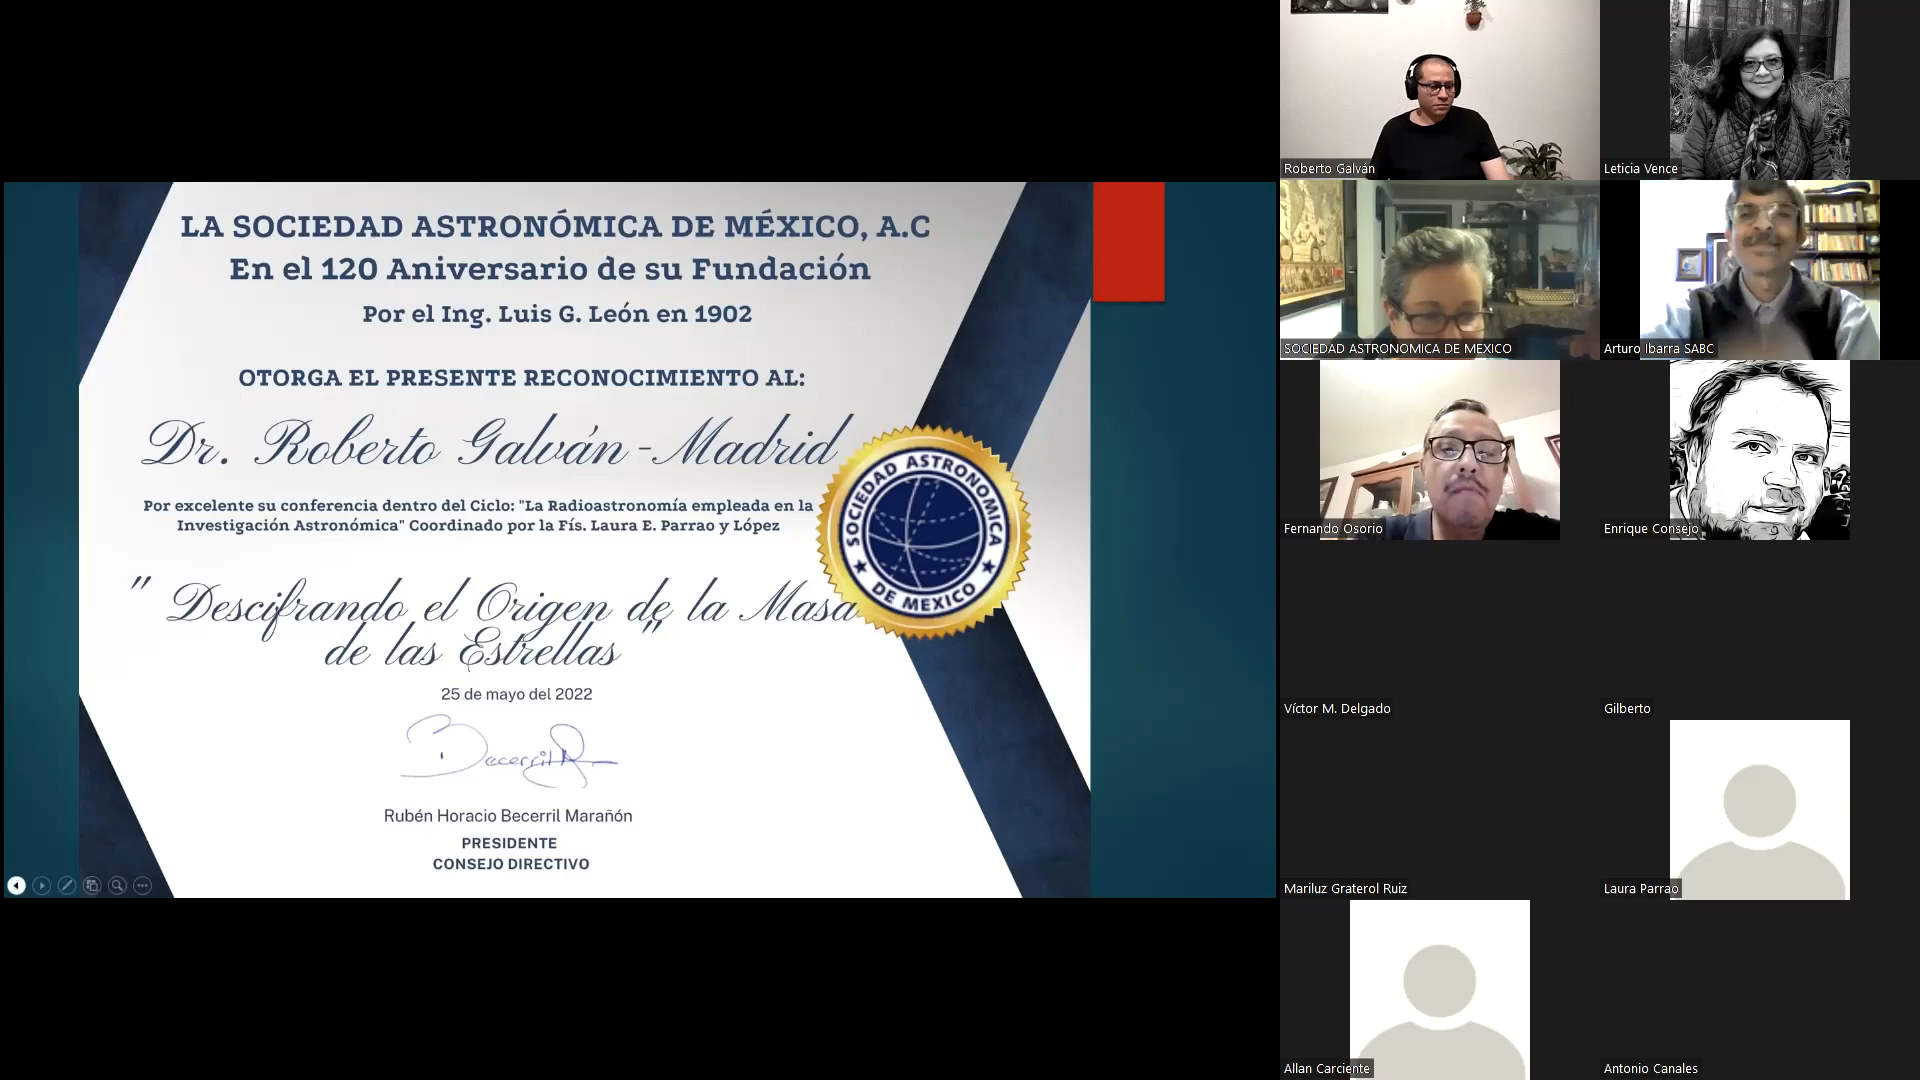 LA SOCIEDAD ASTRONÓMICA DE MÉXICO, A.C
En el 120 Aniversario de su Fundación
Por el Ing. Luis G. León en 1902
OTORGA EL PRESENTE RECONOCIMIENTO AL:
Dr. Roberto Galván-Madrid
Por excelente su conferencia dentro del Ciclo: "La Radioastronomía empleada en la
Investigación Astronómica" Coordinado por la Fís. Laura E. Parrao y López
" Descifrando el Origen de la Masa
de las Estrellas "
25 de mayo del 2022
Becerril
Rubén Horacio Becerril Marañón
PRESIDENTE
CONSEJO DIRECTIVO
SOCIEDAD ASTRONOMICA
DE MEXICO
Roberto Galván
Leticia Vence
SOCIEDAD ASTRONOMICA DE MEXICO
Arturo Ibarra SABC
Fernando Osorio
Enrique Consejo
Víctor M. Delgado
Gilberto
Mariluz Graterol Ruiz
Laura Parrao
Allan Carciente
Antonio Canales